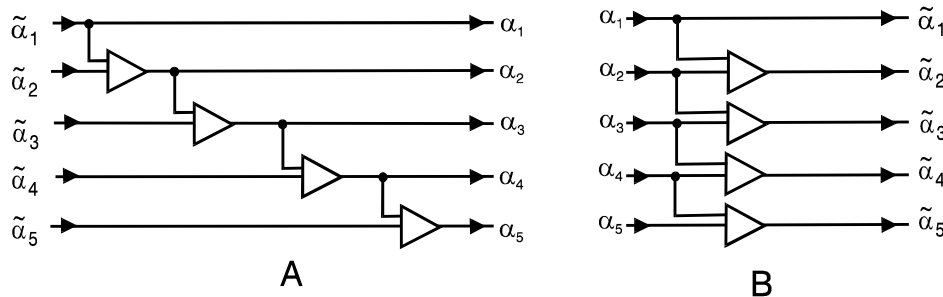 α̃₁ α₁ α₁ α̃₁
α̃₂ α₂ α₂ α̃₂
α̃₃ α₃ α₃ α̃₃
α̃₄ α₄ α₄ α̃₄
α̃₅ α₅ α₅ α̃₅
A B